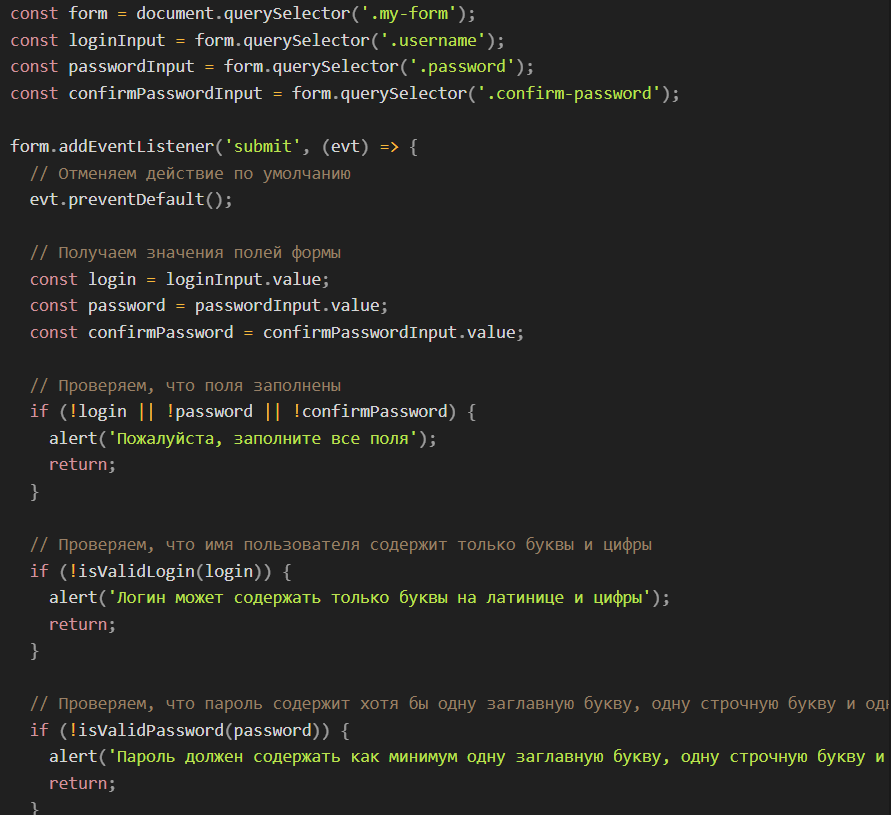 const form = document.querySelector('.my-form');
const loginInput = form.querySelector('.username');
const passwordInput = form.querySelector('.password');
const confirmPasswordInput = form.querySelector('.confirm-password');

form.addEventListener('submit', (evt) => {
  // Отменяем действие по умолчанию
  evt.preventDefault();

  // Получаем значения полей формы
  const login = loginInput.value;
  const password = passwordInput.value;
  const confirmPassword = confirmPasswordInput.value;

  // Проверяем, что поля заполнены
  if (!login || !password || !confirmPassword) {
    alert('Пожалуйста, заполните все поля');
    return;
  }

  // Проверяем, что имя пользователя содержит только буквы и цифры
  if (!isValidLogin(login)) {
    alert('Логин может содержать только буквы на латинице и цифры');
    return;
  }

  // Проверяем, что пароль содержит хотя бы одну заглавную букву, одну строчную букву и
  if (!isValidPassword(password)) {
    alert('Пароль должен содержать как минимум одну заглавную букву, одну строчную букву и
    return;
  }